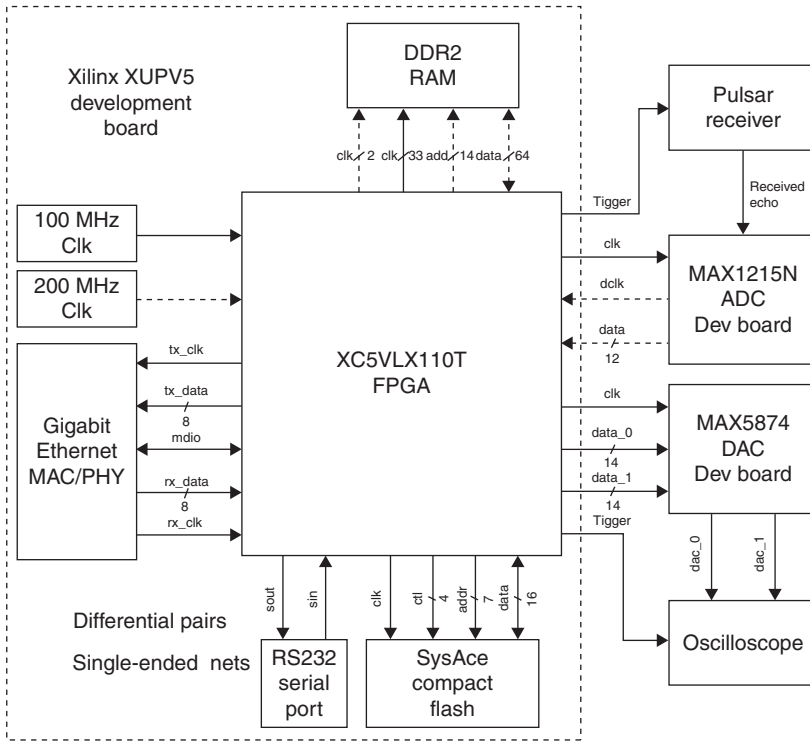 Xilinx XUPV5
development
board
DDR2
RAM
clk 2
clk 33
add 14
data 64
Pulsar
receiver
Tigger
Received
echo
100 MHz
Clk
200 MHz
Clk
clk
dclk
data
12
MAX1215N
ADC
Dev board
XC5VLX110T
FPGA
Gigabit
Ethernet
MAC/PHY
tx_clk
tx_data
8
mdio
rx_data
8
rx_clk
clk
data_0
14
data_1
14
Tigger
MAX5874
DAC
Dev board
dac_0
dac_1
Oscilloscope
sout
sin
clk
ctl 4
addr 7
data 16
Differential pairs
Single-ended nets
RS232
serial
port
SysAce
compact
flash